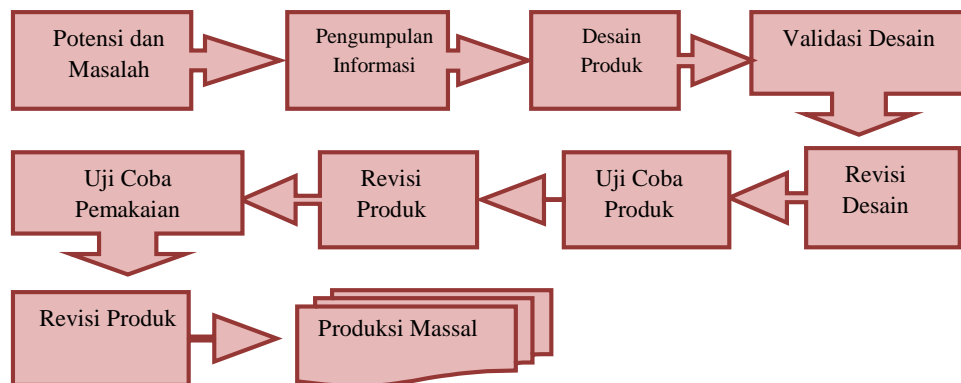 Potensi dan
Masalah
Pengumpulan
Informasi
Desain
Produk
Validasi Desain
Revisi
Desain
Uji Coba
Produk
Revisi
Produk
Uji Coba
Pemakaian
Revisi Produk
Produksi Massal